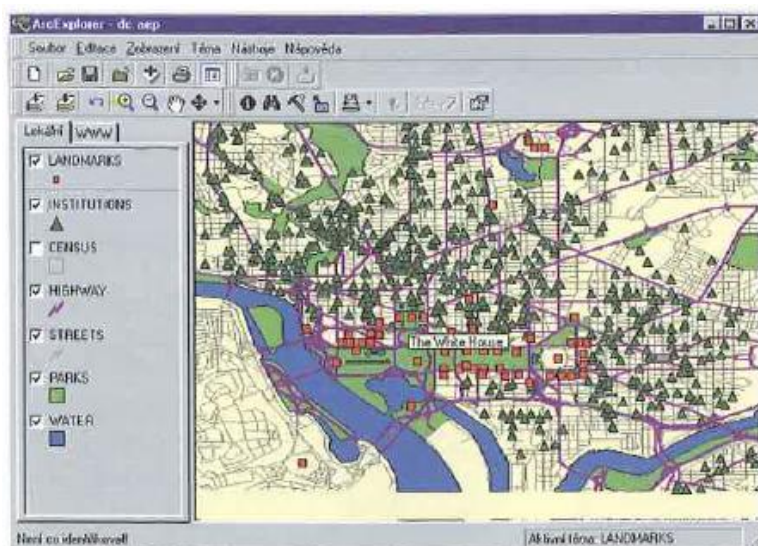 ArcExplorer - dc.aep
Soubor Editace Zobrazení Téma Nástroje Nápověda
Lokální WWW
LANDMARKS
INSTITUTIONS
CENSUS
HIGHWAY
STREETS
PARKS
WATER
The White House
Není co identifikovat!
Aktivní téma: LANDMARKS